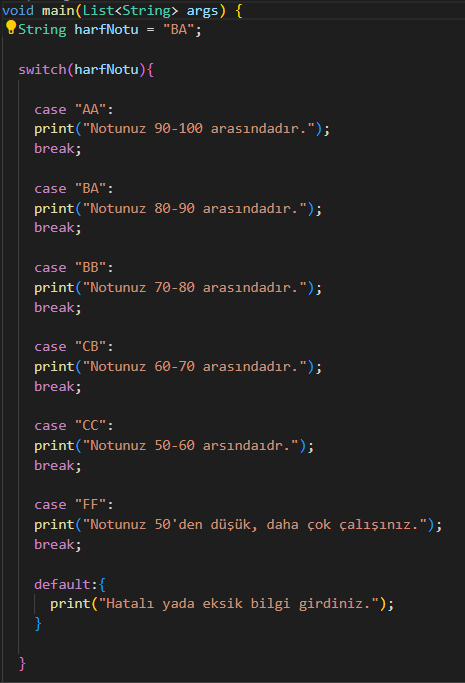 void main(List<String> args) {
String harfNotu = "BA";
switch(harfNotu){
case "AA":
print("Notunuz 90-100 arasındadır.");
break;
case "BA":
print("Notunuz 80-90 arasındadır.");
break;
case "BB":
print("Notunuz 70-80 arasındadır.");
break;
case "CB":
print("Notunuz 60-70 arasındadır.");
break;
case "CC":
print("Notunuz 50-60 arsındaıdr.");
break;
case "FF":
print("Notunuz 50'den düşük, daha çok çalışınız.");
break;
default:{
print("Hatalı yada eksik bilgi girdiniz.");
}
}